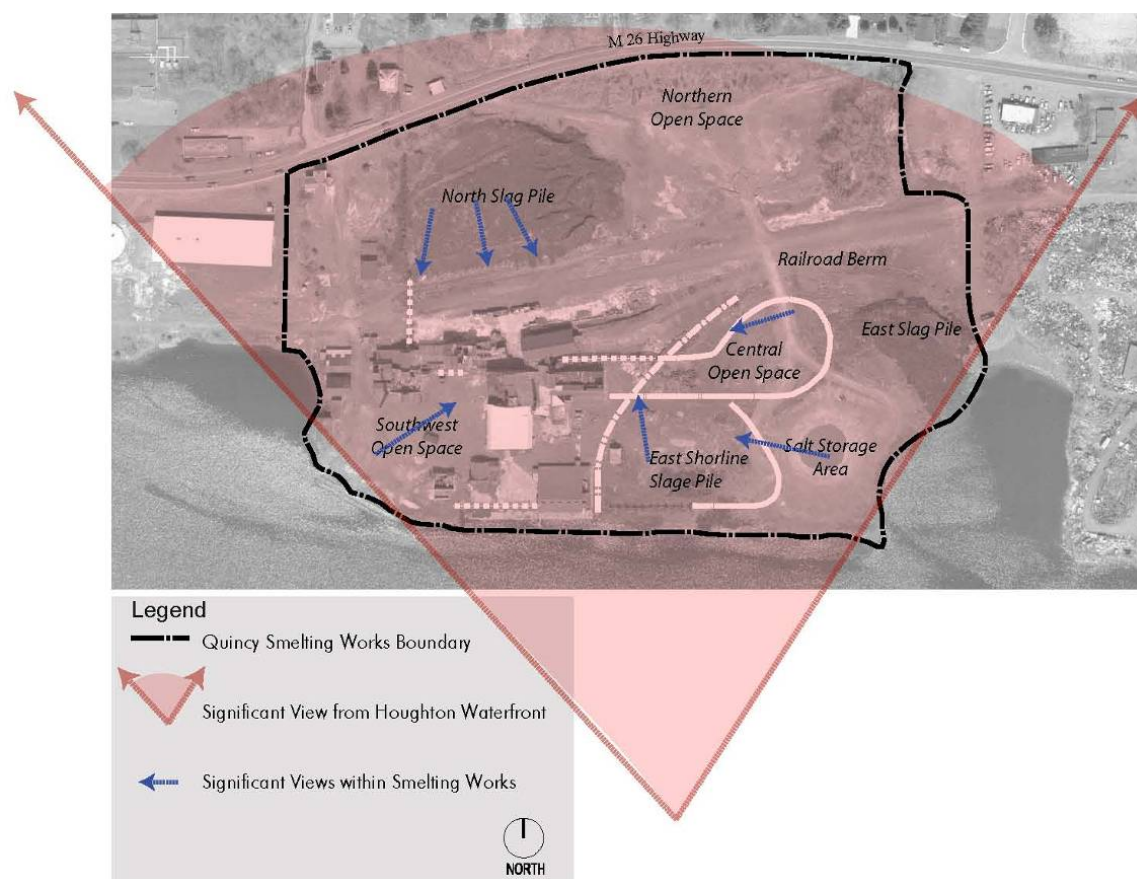 M 26 Highway
Northern
Open Space
North Slag Pile
Railroad Berm
East Slag Pile
Central
Open Space
Southwest
Open Space
East Shorline
Slage Pile
Salt Storage
Area
Legend
Quincy Smelting Works Boundary
Significant View from Houghton Waterfront
Significant Views within Smelting Works
NORTH